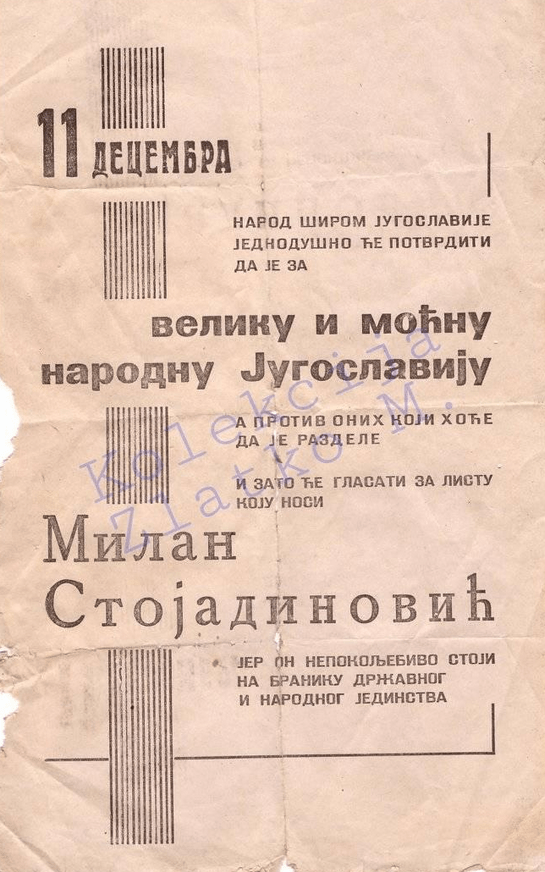 11 ДЕЦЕМБРА
НАРОД ШИРОМ ЈУГОСЛАВИЈЕ
ЈЕДНОДУШНО ЋЕ ПОТВРДИТИ
ДА ЈЕ ЗА
велику и моћну
народну Југославију
А ПРОТИВ ОНИХ КОЈИ ХОЋЕ
ДА ЈЕ РАЗДЕЛЕ
И ЗАТО ЋЕ ГЛАСАТИ ЗА ЛИСТУ
КОЈУ НОСИ
Милан
Стојадиновић
ЈЕР ОН НЕПОКОЉЕБИВО СТОЈИ
НА БРАНИКУ ДРЖАВНОГ
И НАРОДНОГ ЈЕДИНСТВА
Kolekcija
Zlatko M.